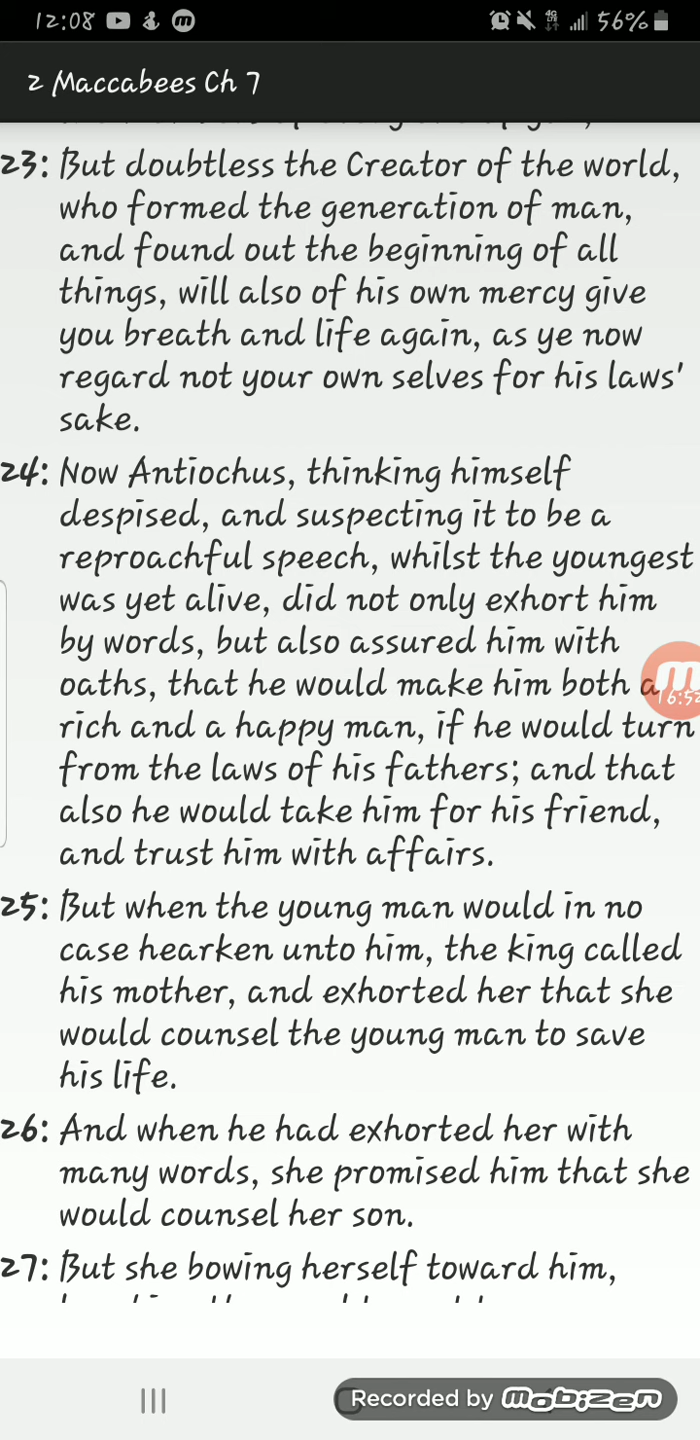 12:08 56%
2 Maccabees Ch 7
23: But doubtless the Creator of the world,
who formed the generation of man,
and found out the beginning of all
things, will also of his own mercy give
you breath and life again, as ye now
regard not your own selves for his laws'
sake.
24: Now Antiochus, thinking himself
despised, and suspecting it to be a
reproachful speech, whilst the youngest
was yet alive, did not only exhort him
by words, but also assured him with
oaths, that he would make him both a
rich and a happy man, if he would turn
from the laws of his fathers; and that
also he would take him for his friend,
and trust him with affairs.
25: But when the young man would in no
case hearken unto him, the king called
his mother, and exhorted her that she
would counsel the young man to save
his life.
26: And when he had exhorted her with
many words, she promised him that she
would counsel her son.
27: But she bowing herself toward him,
Recorded by mobizen